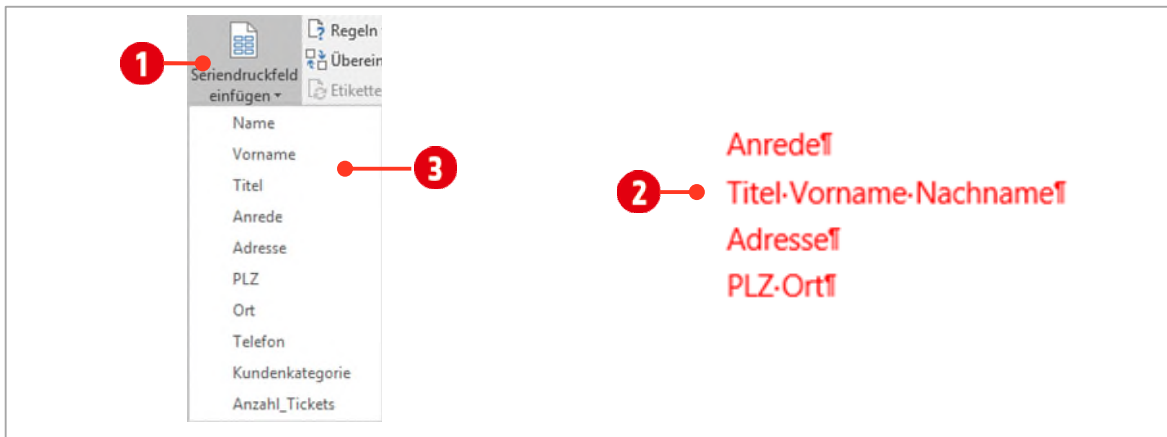 Regeln
1
Überein
Seriendruckfeld
einfügen
Etikette
Name
Vorname
3
Titel
Anrede
Adresse
PLZ
Ort
Telefon
Kundenkategorie
Anzahl_Tickets
Anrede¶
2
Titel·Vorname·Nachname¶
Adresse¶
PLZ·Ort¶